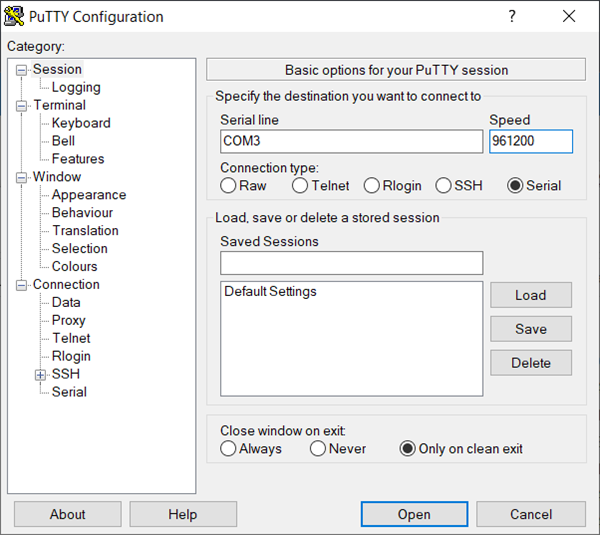 PuTTY Configuration
?
Category:
Session
Logging
Terminal
Keyboard
Bell
Features
Window
Appearance
Behaviour
Translation
Selection
Colours
Connection
Data
Proxy
Telnet
Rlogin
SSH
Serial
Basic options for your PuTTY session
Specify the destination you want to connect to
Serial line Speed
COM3 961200
Connection type:
Raw Telnet Rlogin SSH Serial
Load, save or delete a stored session
Saved Sessions
Default Settings
Load
Save
Delete
Close window on exit:
Always Never Only on clean exit
About Help Open Cancel